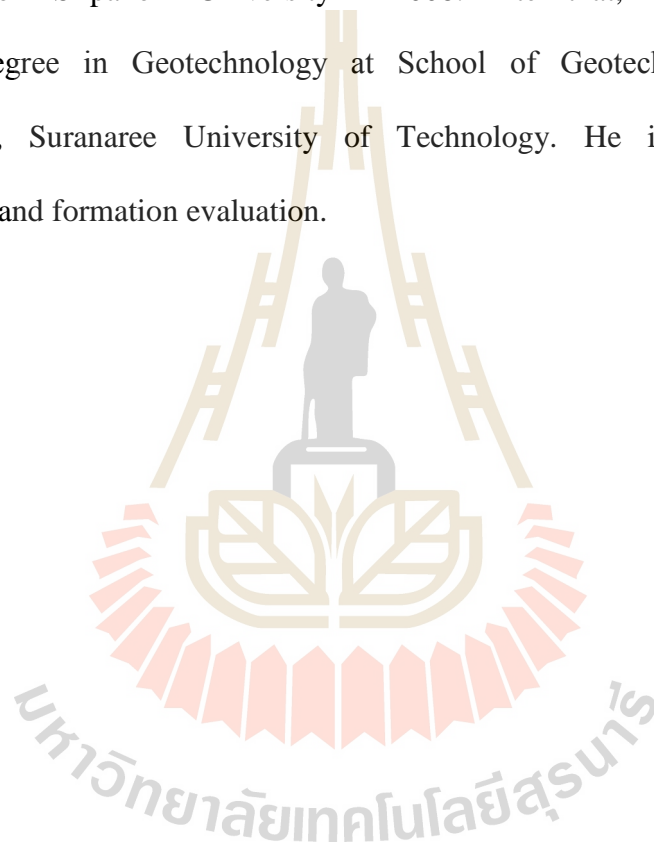 University
egree in Geotechnology at School of Geotech
, Suranaree University of Technology. He i
and formation evaluation.
มหาวิทยาลัยเทคโนโลยีสุรนารี